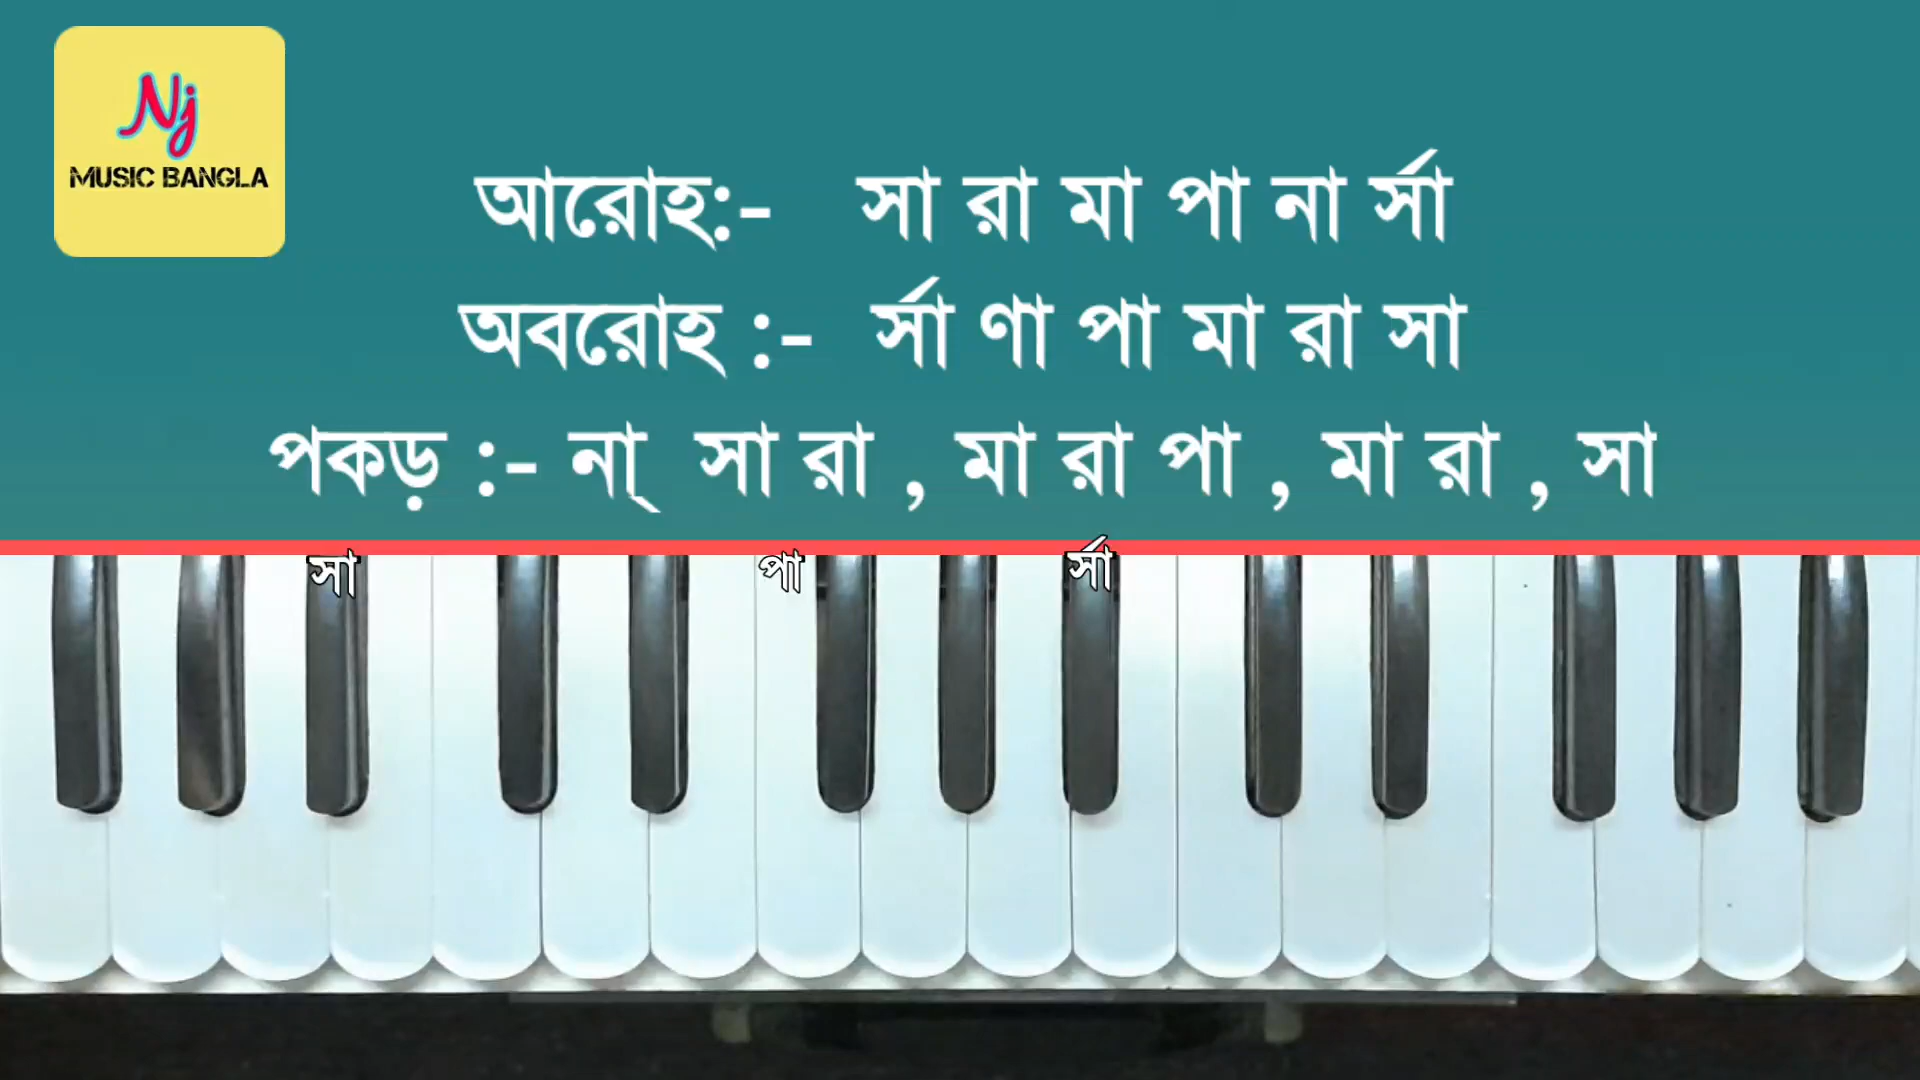 Nj
MUSIC BANGLA
আরোহ:- সা রা মা পা না র্সা
অবরোহ :- র্সা ণা পা মা রা সা
পকড় :- না্ সা রা , মা রা পা , মা রা , সা
সা পা র্সা